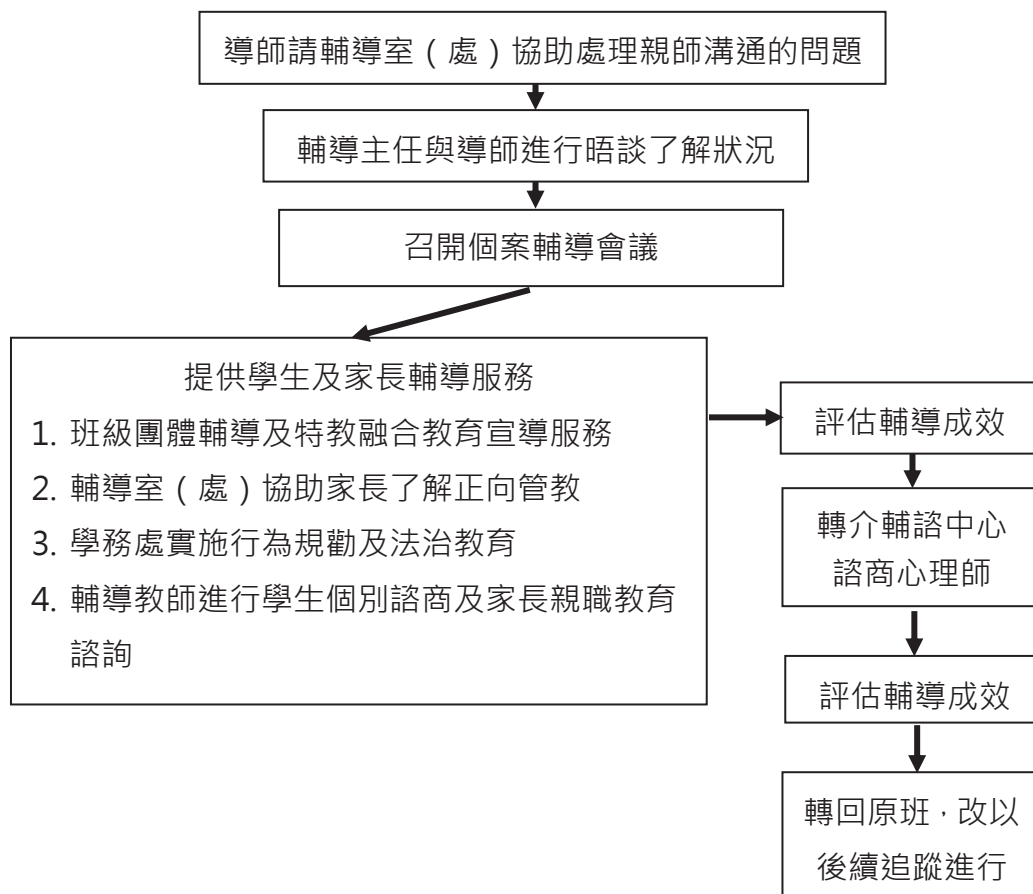 導師請輔導室（處）協助處理親師溝通的問題
輔導主任與導師進行晤談了解狀況
召開個案輔導會議
提供學生及家長輔導服務
1. 班級團體輔導及特教融合教育宣導服務
2. 輔導室（處）協助家長了解正向管教
3. 學務處實施行為規勸及法治教育
4. 輔導教師進行學生個別諮商及家長親職教育
諮詢
評估輔導成效
轉介輔諮中心
諮商心理師
評估輔導成效
轉回原班，改以
後續追蹤進行